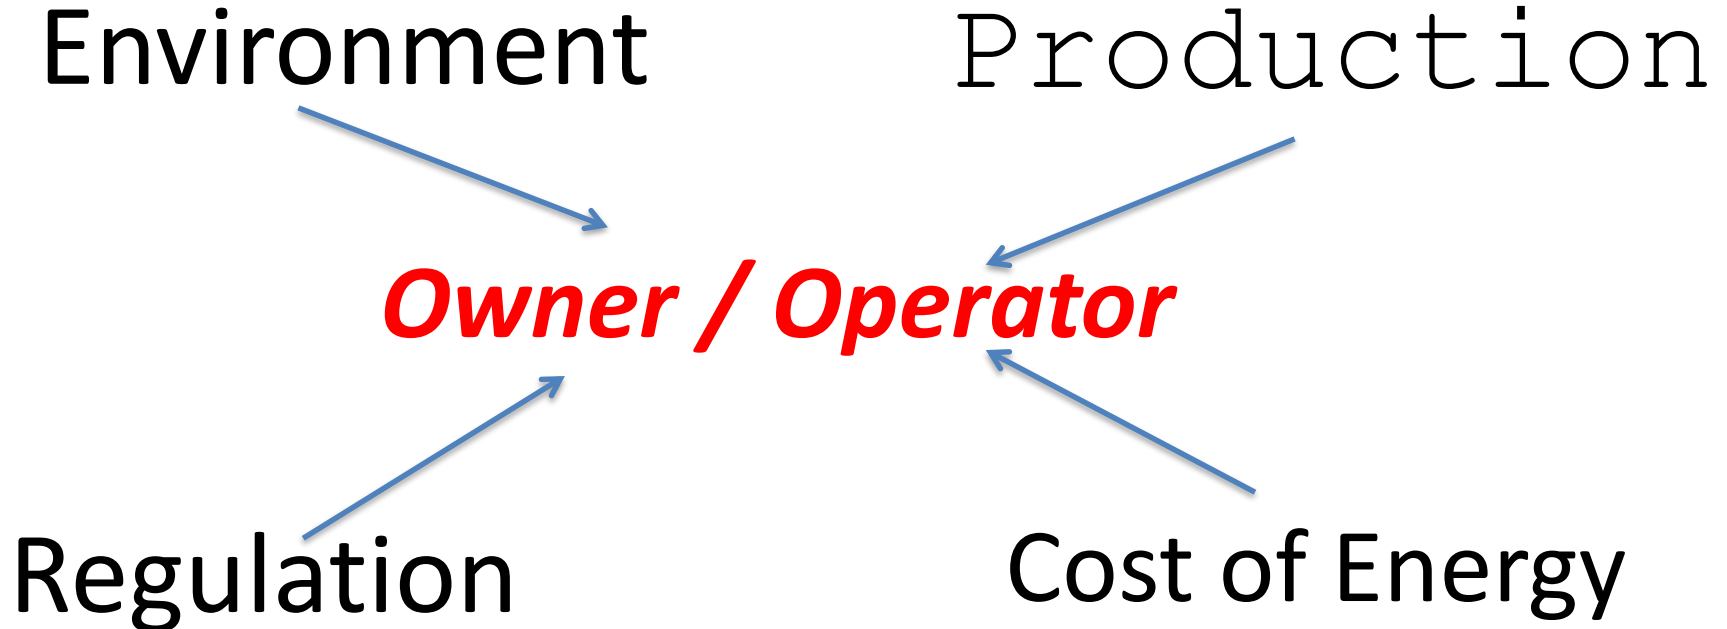 Environment
Production
Owner / Operator
Regulation
Cost of Energy